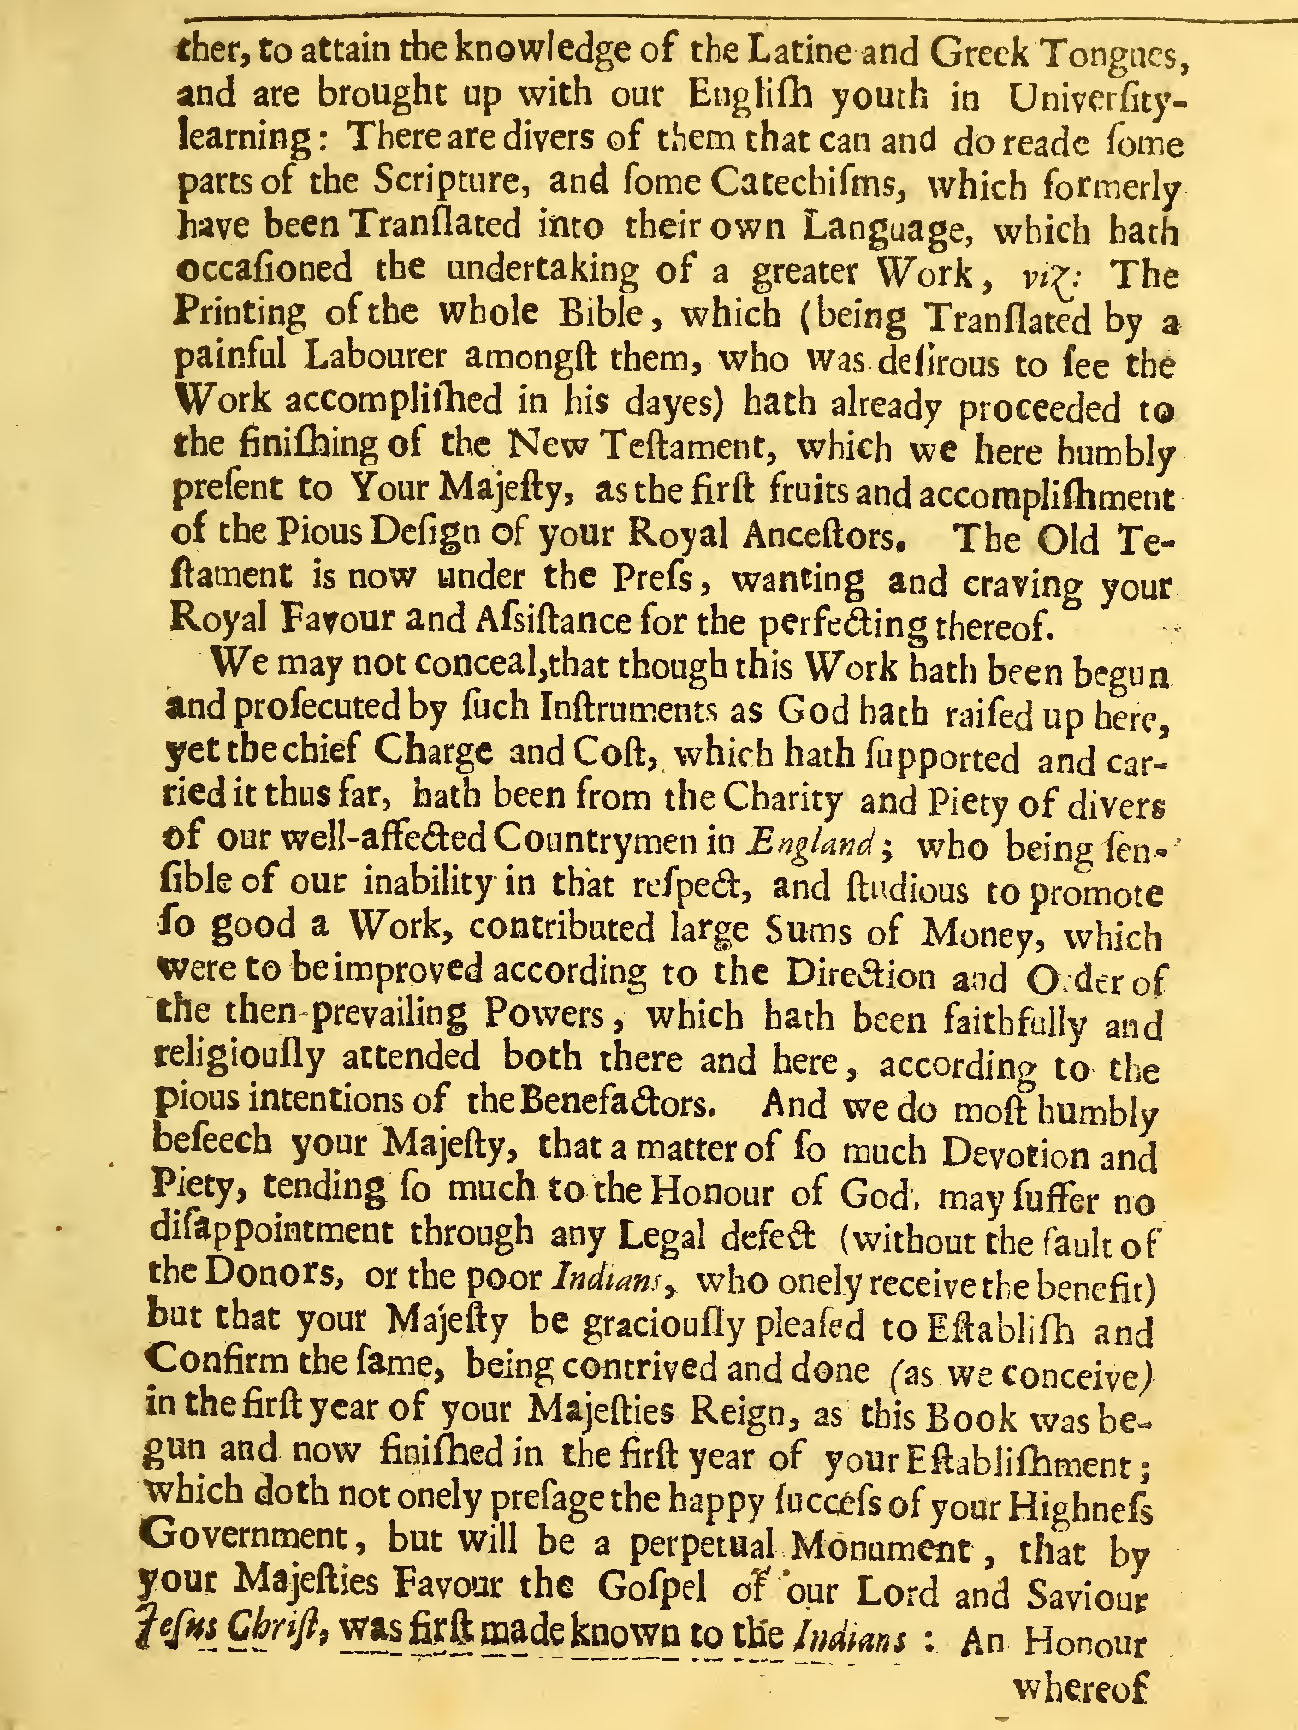 ther, to attain the knowledge of the Latine and Greek Tongues,
and are brought up with our Engliſh youth in Univerſity-
learning: There are divers of them that can and do reade ſome
parts of the Scripture, and ſome Catechiſms, which formerly
have been Tranſlated into their own Language, which hath
occaſioned the undertaking of a greater Work, viz: The
Printing of the whole Bible, which (being Tranſlated by a
painful Labourer amongſt them, who was deſirous to ſee the
Work accompliſhed in his dayes) hath already proceeded to
the finiſhing of the New Teſtament, which we here humbly
preſent to Your Majeſty, as the firſt fruits and accompliſhment
of the Pious Deſign of your Royal Anceſtors. The Old Te-
ſtament is now under the Preſs, wanting and craving your
Royal Favour and Aſsiſtance for the perfecting thereof.
We may not conceal, that though this Work hath been begun
and proſecuted by ſuch Inſtruments as God hath raiſed up here,
yet the chief Charge and Coſt, which hath ſupported and car-
ried it thus far, hath been from the Charity and Piety of divers
of our well-affected Countrymen in England; who being ſen-
ſible of our inability in that reſpect, and ſtudious to promote
ſo good a Work, contributed large Sums of Money, which
were to be improved according to the Direction and Order of
the then-prevailing Powers, which hath been faithfully and
religiouſly attended both there and here, according to the
pious intentions of the Benefactors. And we do moſt humbly
beſeech your Majeſty, that a matter of ſo much Devotion and
Piety, tending ſo much to the Honour of God, may ſuffer no
diſappointment through any Legal defect (without the fault of
the Donors, or the poor Indians, who onely receive the benefit)
but that your Majeſty be graciouſly pleaſed to Eſtabliſh and
Confirm the ſame, being contrived and done (as we conceive)
in the firſt year of your Majeſties Reign, as this Book was be-
gun and now finiſhed in the firſt year of your Eſtabliſhment;
which doth not onely preſage the happy ſucceſs of your Highneſs
Government, but will be a perpetual Monument, that by
your Majeſties Favour the Goſpel of our Lord and Saviour
Jeſus Chriſt, was firſt made known to the Indians: An Honour
whereof